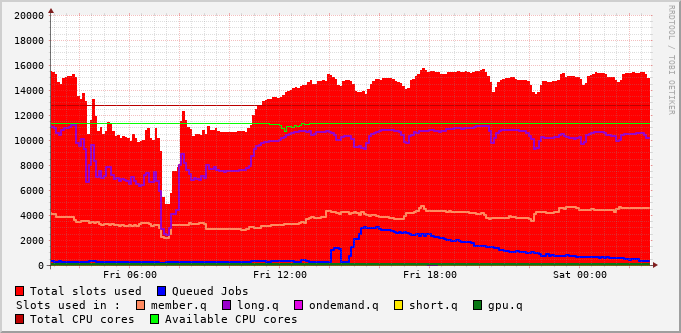 20000
18000
16000
14000
12000
10000
8000
6000
4000
2000
0
Fri 06:00 Fri 12:00 Fri 18:00 Sat 00:00
RRDTOOL / TOBI OETIKER
Total slots used Queued Jobs
Slots used in : member.q long.q ondemand.q short.q gpu.q
Total CPU cores Available CPU cores